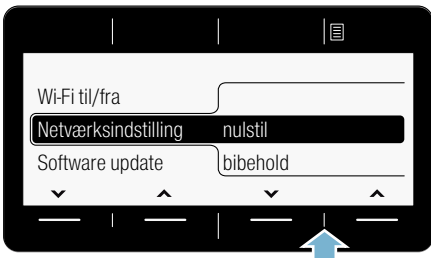 Wi-Fi til/fra
Netværksindstilling nulstil
Software update bibehold